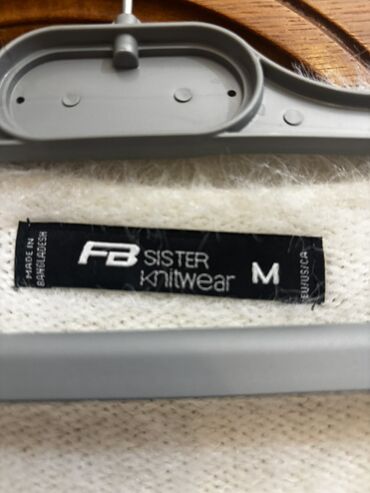 MADE IN
BANGLADESH
FB SISTER
knitwear
M
EU/US/CA